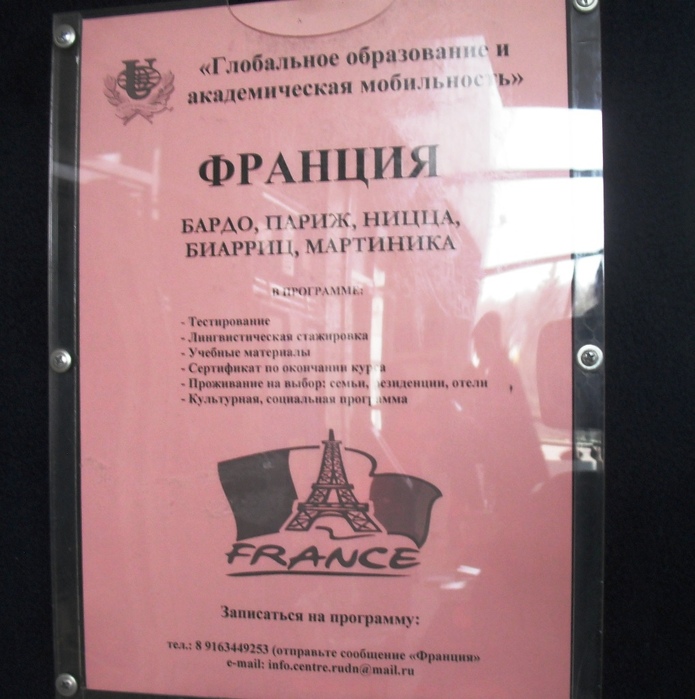 «Глобальное образование и
академическая мобильность»
ФРАНЦИЯ
БАРДО, ПАРИЖ, НИЦЦА,
БИАРРИЦ, МАРТИНИКА
В ПРОГРАММЕ:
- Тестирование
- Лингвистическая стажировка
- Учебные материалы
- Сертификат по окончании курса
- Проживание на выбор: семьи, резиденции, отели
- Культурная, социальная программа
FRANCE
Записаться на программу:
тел.: 8 9163449253 (отправьте сообщение «Франция»
e-mail: info.centre.rudn@mail.ru